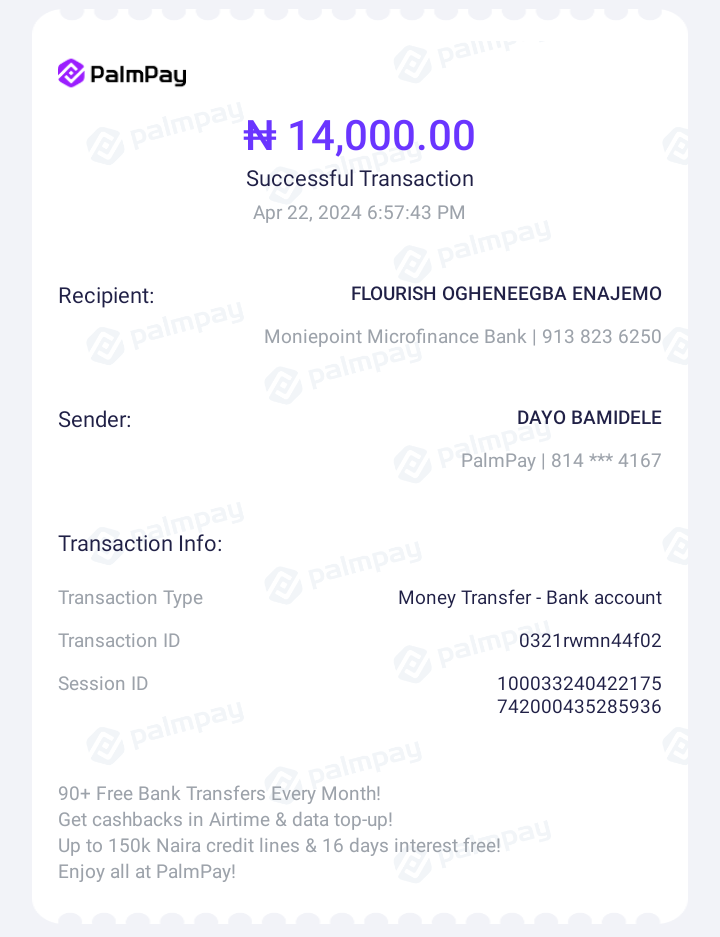 PalmPay
₦ 14,000.00
Successful Transaction
Apr 22, 2024 6:57:43 PM
Recipient: FLOURISH OGHENEEGBA ENAJEMO
Moniepoint Microfinance Bank | 913 823 6250
Sender: DAYO BAMIDELE
PalmPay | 814 *** 4167
Transaction Info:
Transaction Type Money Transfer - Bank account
Transaction ID 0321rwmn44f02
Session ID 100033240422175
742000435285936
90+ Free Bank Transfers Every Month!
Get cashbacks in Airtime & data top-up!
Up to 150k Naira credit lines & 16 days interest free!
Enjoy all at PalmPay!